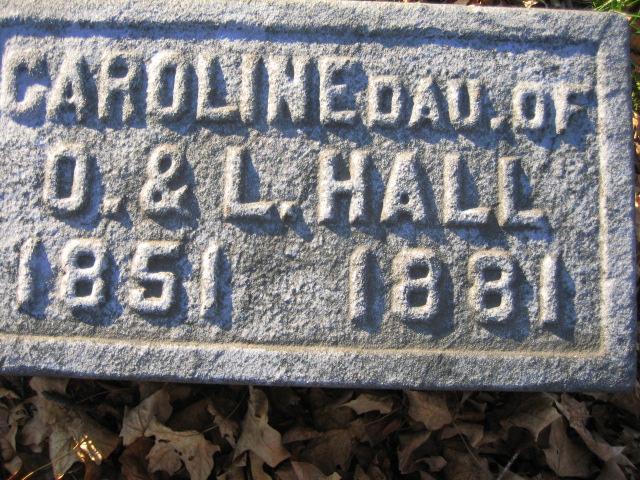 CAROLINE DAU. OF
O. & L. HALL
1851 1881